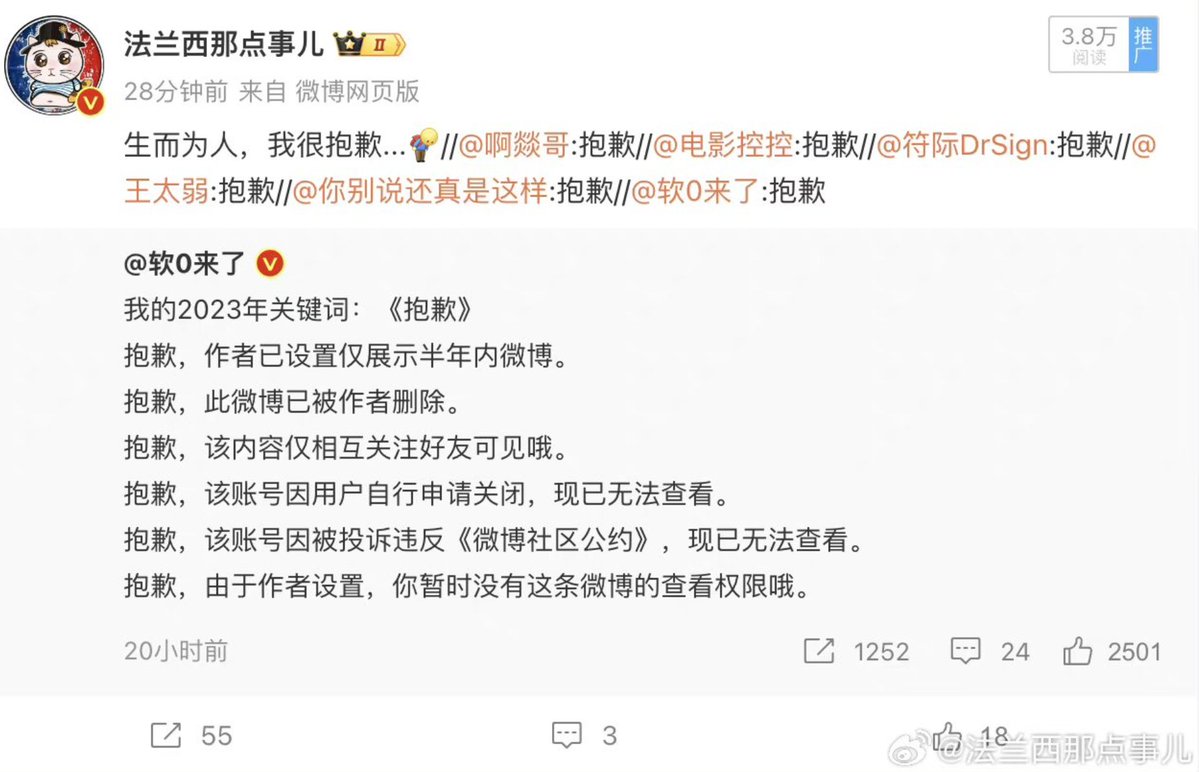 法兰西那点事儿 II
3.8万
阅读
推广
28分钟前 来自 微博网页版
生而为人，我很抱歉...//@啊燚哥:抱歉//@电影控控:抱歉//@符际DrSign:抱歉//@
王太弱:抱歉//@你别说还真是这样:抱歉//@软0来了:抱歉
@软0来了
我的2023年关键词：《抱歉》
抱歉，作者已设置仅展示半年内微博。
抱歉，此微博已被作者删除。
抱歉，该内容仅相互关注好友可见哦。
抱歉，该账号因用户自行申请关闭，现已无法查看。
抱歉，该账号因被投诉违反《微博社区公约》，现已无法查看。
抱歉，由于作者设置，你暂时没有这条微博的查看权限哦。
20小时前 1252 24 2501
55 3 18
@法兰西那点事儿